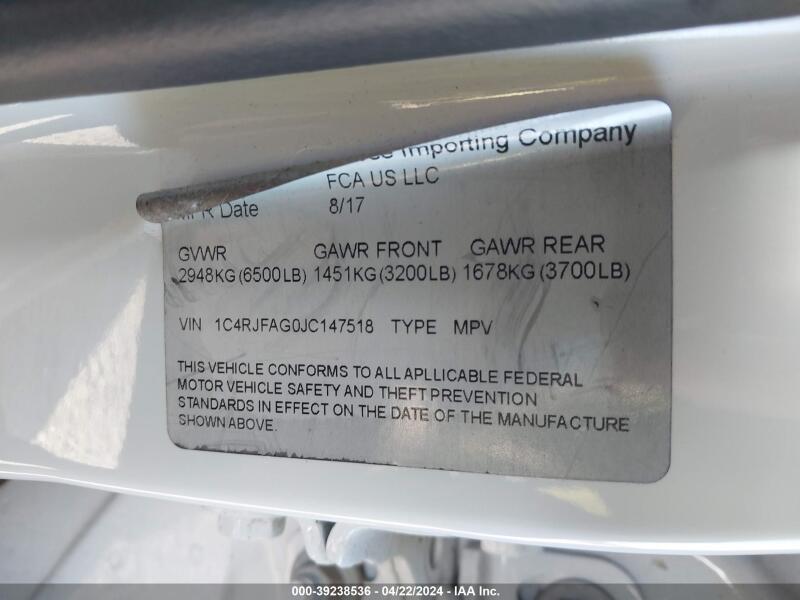 Importing Company
FCA US LLC
MFR Date 8/17
GVWR GAWR FRONT GAWR REAR
2948KG (6500LB) 1451KG (3200LB) 1678KG (3700LB)
VIN 1C4RJFAG0JC147518 TYPE MPV
THIS VEHICLE CONFORMS TO ALL APLLICABLE FEDERAL
MOTOR VEHICLE SAFETY AND THEFT PREVENTION
STANDARDS IN EFFECT ON THE DATE OF THE MANUFACTURE
SHOWN ABOVE.
000-39238536 - 04/22/2024 - IAA Inc.